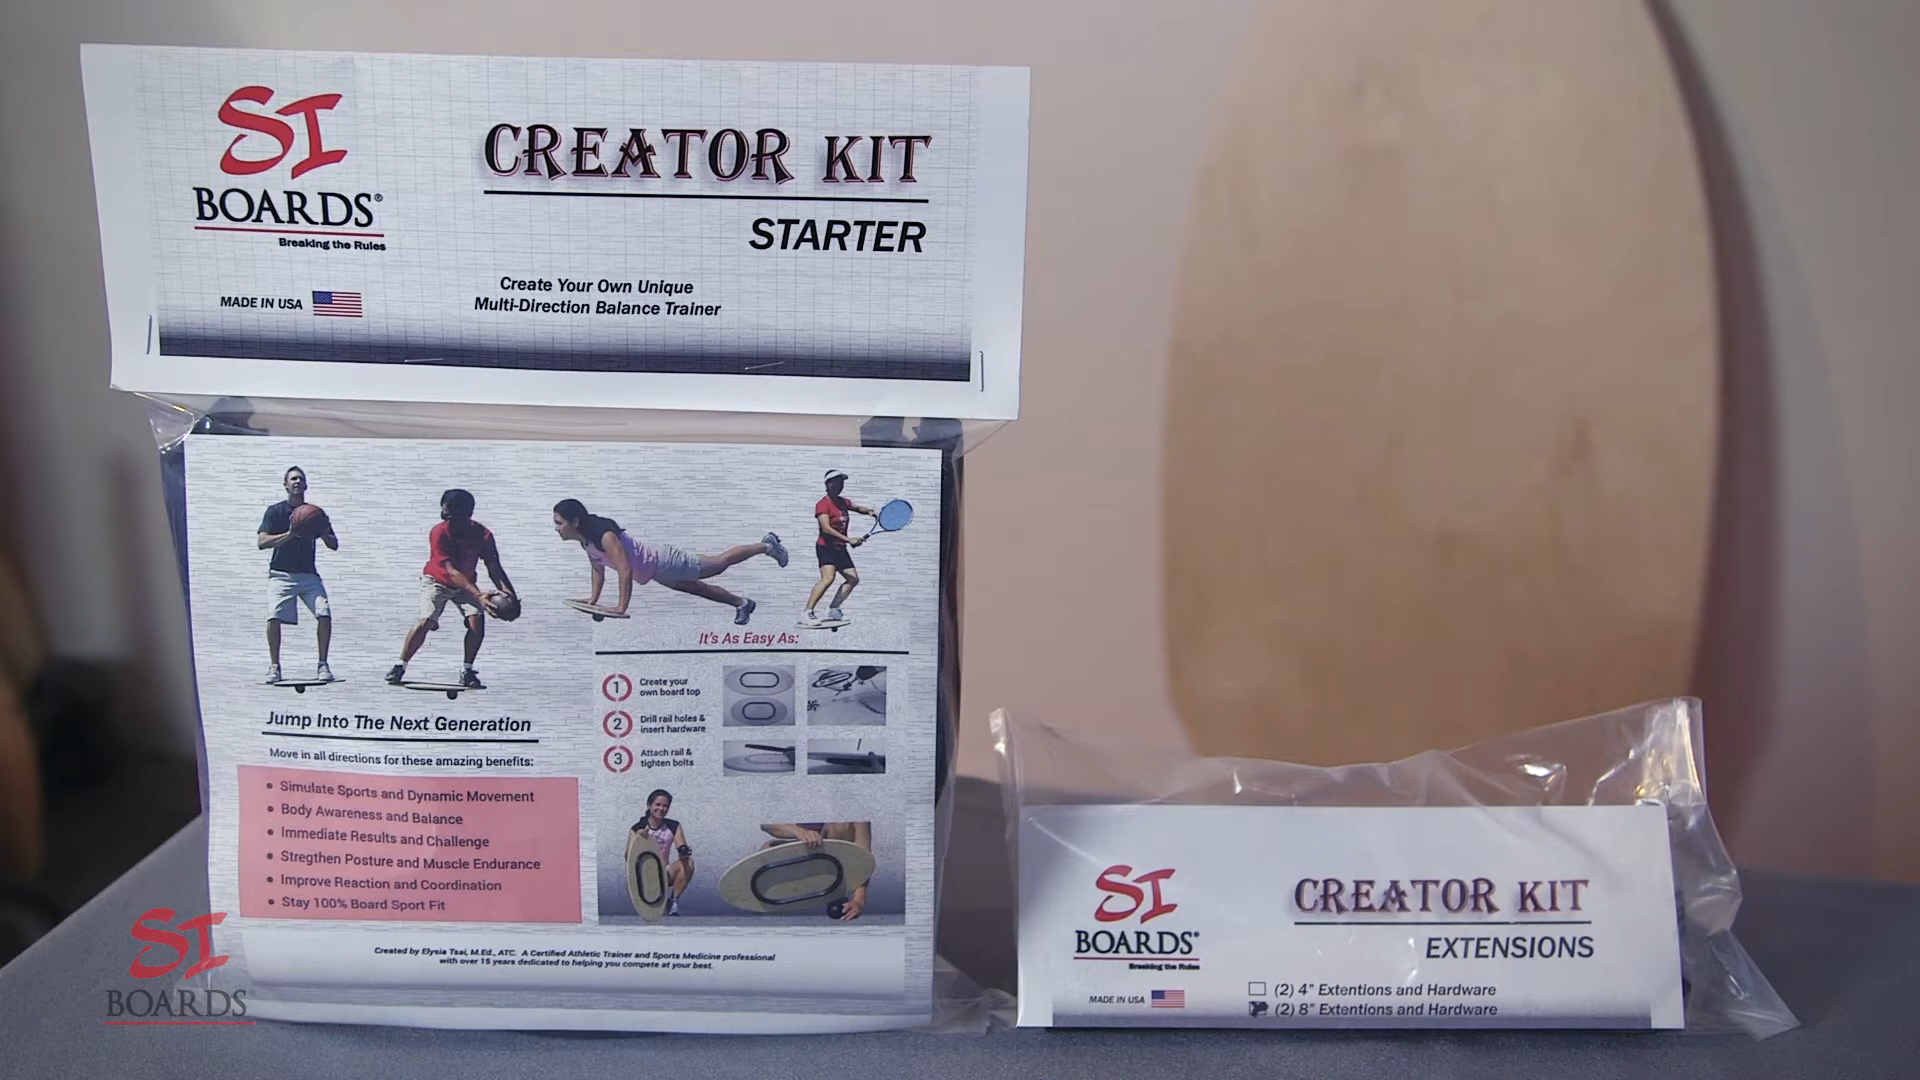 SI
BOARDS®
Breaking the Rules
MADE IN USA
CREATOR KIT
STARTER
Create Your Own Unique
Multi-Direction Balance Trainer
Jump Into The Next Generation
Move in all directions for these amazing benefits:
• Simulate Sports and Dynamic Movement
• Body Awareness and Balance
• Immediate Results and Challenge
• Stregthen Posture and Muscle Endurance
• Improve Reaction and Coordination
• Stay 100% Board Sport Fit
It's As Easy As:
1 Create your
own board top
2 Drill rail holes &
insert hardware
3 Attach rail &
tighten bolts
Created by Elysia Tsai, M.Ed., ATC. A Certified Athletic Trainer and Sports Medicine professional
with over 15 years dedicated to helping you compete at your best.
SI
BOARDS®
Breaking the Rules
MADE IN USA
CREATOR KIT
EXTENSIONS
(2) 4" Extentions and Hardware
(2) 8" Extentions and Hardware
SI
BOARDS®